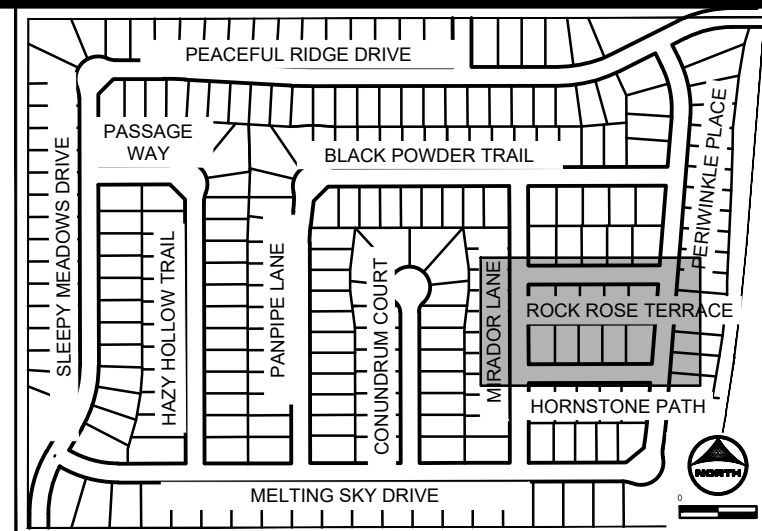 PEACEFUL RIDGE DRIVE
PASSAGE
WAY
BLACK POWDER TRAIL
PERIWINKLE PLACE
SLEEPY MEADOWS DRIVE
HAZY HOLLOW TRAIL
PANPIPE LANE
CONUNDRUM COURT
MIRADOR LANE
ROCK ROSE TERRACE
HORNSTONE PATH
MELTING SKY DRIVE
NORTH
0